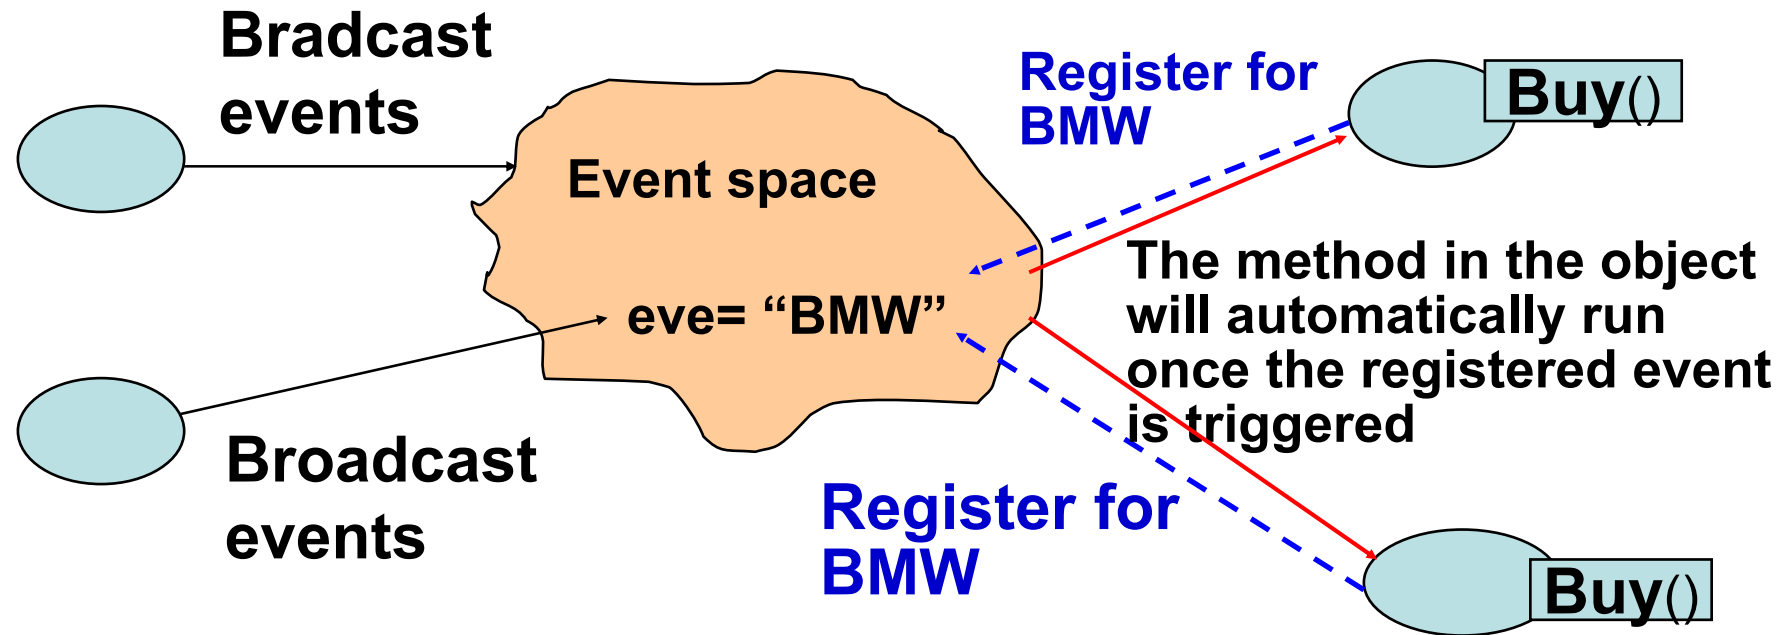 Bradcast
events
Register for
BMW
Buy()
Event space
The method in the object
will automatically run
once the registered event
is triggered
eve= “BMW”
Broadcast
events
Register for
BMW
Buy()